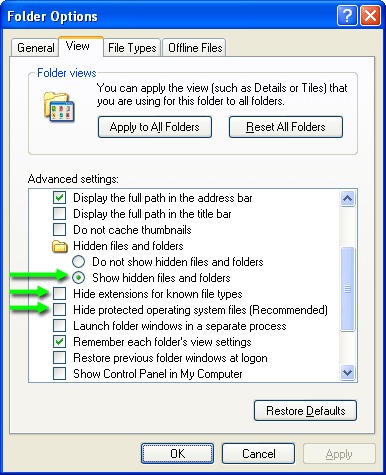 Folder Options
General View File Types Offline Files
Folder views
You can apply the view (such as Details or Tiles) that
you are using for this folder to all folders.
Apply to All Folders Reset All Folders
Advanced settings:
Display the full path in the address bar
Display the full path in the title bar
Do not cache thumbnails
Hidden files and folders
Do not show hidden files and folders
Show hidden files and folders
Hide extensions for known file types
Hide protected operating system files (Recommended)
Launch folder windows in a separate process
Remember each folder's view settings
Restore previous folder windows at logon
Show Control Panel in My Computer
Restore Defaults
OK Cancel Apply